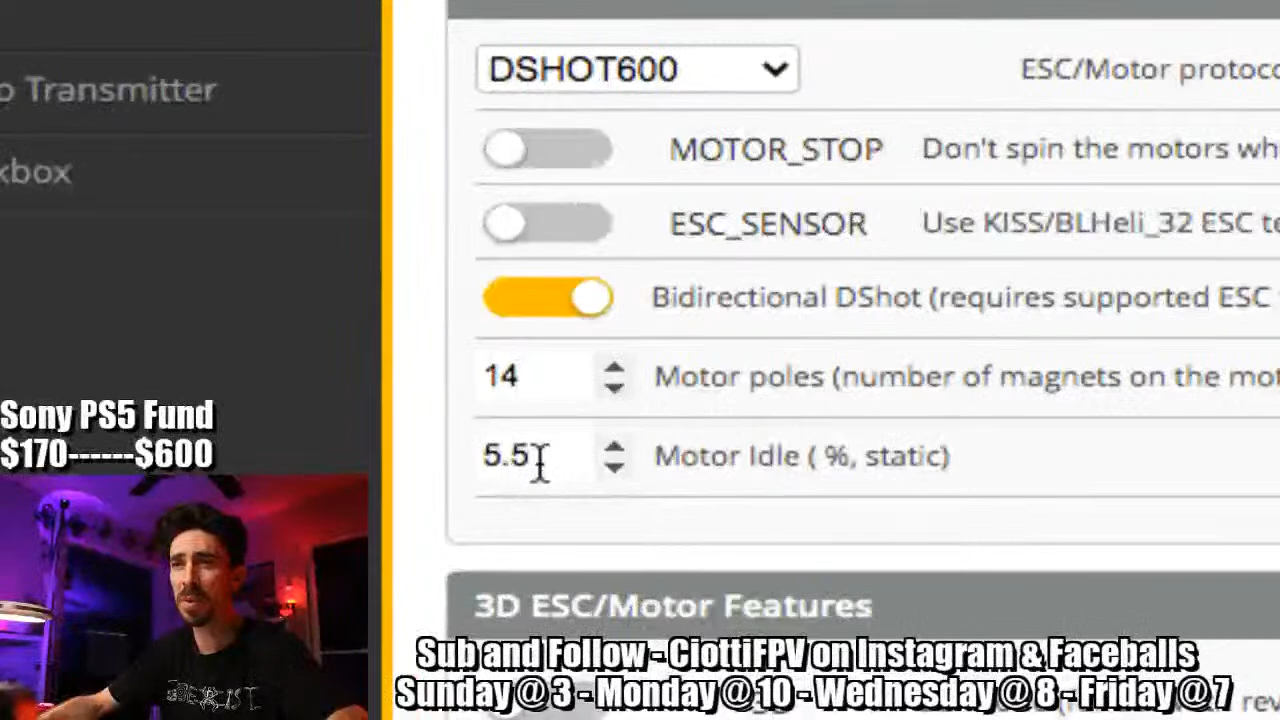 o Transmitter
kbox
DSHOT600
ESC/Motor protoco
MOTOR_STOP
Don't spin the motors wh
ESC_SENSOR
Use KISS/BLHeli_32 ESC te
Bidirectional DShot (requires supported ESC
14
Motor poles (number of magnets on the mot
5.5
Motor Idle ( %, static)
3D ESC/Motor Features
Sony PS5 Fund
$170------$600
Sub and Follow - CiottiFPV on Instagram & Faceballs
Sunday @ 3 - Monday @ 10 - Wednesday @ 8 - Friday @ 7
rev